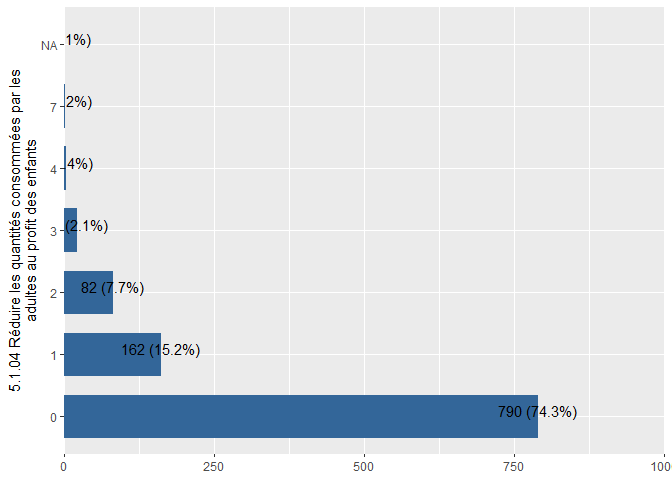 5.1.04 Réduire les quantités consommées par les
adultes au profit des enfants
NA 1%)
7 2%)
4 4%)
3 (2.1%)
2 82 (7.7%)
1 162 (15.2%)
0 790 (74.3%)
0 250 500 750 100